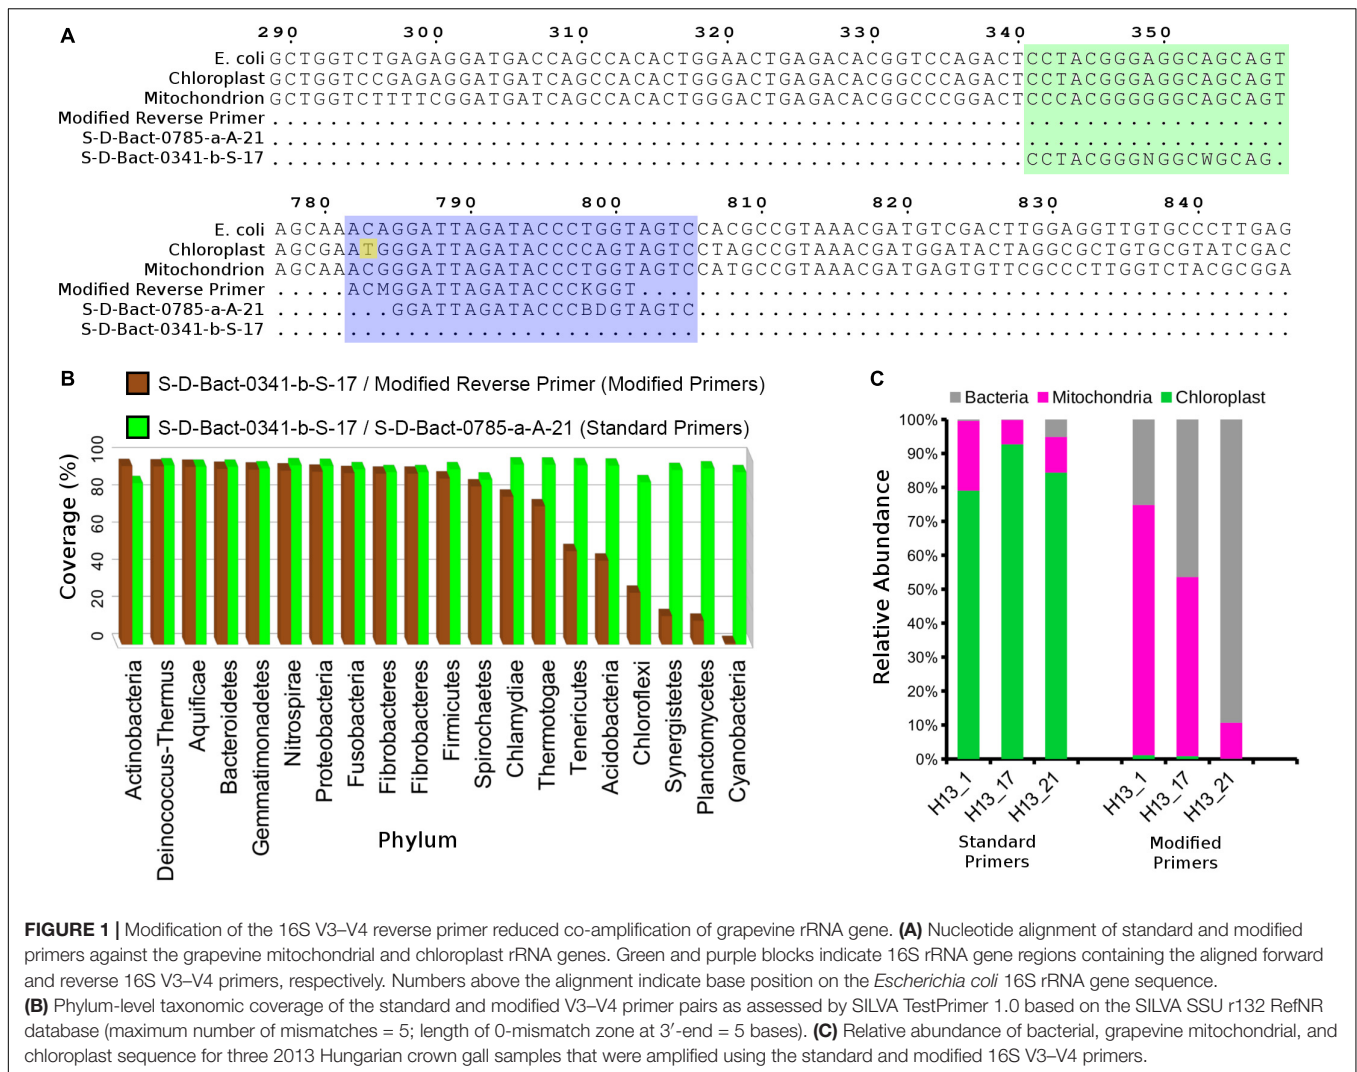 A
290 300 310 320 330 340 350
E. coli GCTGGTCTGAGAGGATGACCAGCCACACTGGAACTGAGACACGGTCCAGACTCCTACGGGAGGCAGCAGT
Chloroplast GCTGGTCCGAGAGGATGATCAGCCACACTGGAACTGAGACACGGCCCAGACTCCTACGGGAGGCAGCAGT
Mitochondrion GCTGGTCTTTTCGGATGATCAGCCACACTGGGACTGAGACACGGCCCGGACTCCCACGGGGGGCAGCAGT
Modified Reverse Primer ......................................................................
S-D-Bact-0785-a-A-21 ......................................................................
S-D-Bact-0341-b-S-17 ....................................................CCTACGGGNGGCWGCAG.
780 790 800 810 820 830 840
E. coli AGCAAACAGGATTAGATACCCTGGTAGTCCACGCCGTAAACGATGTCGACTTGGAGGTTGTGCCCTTGAG
Chloroplast AGCGAATGGGATTAGATACCCCAGTAGTCCTAGCCGTAAACGATGGATACTAGGCGCTGTGCGTATCGAC
Mitochondrion AGCAAACGGGATTAGATACCCTGGTAGTCCATGCCGTAAACGATGAGTGTTCGCCCTTGGTCTACGCGGA
Modified Reverse Primer .....ACMGGATTAGATACCCKGGT.............................................
S-D-Bact-0785-a-A-21 ........GGATTAGATACCCBDGTAGTC.........................................
S-D-Bact-0341-b-S-17 ......................................................................
B
S-D-Bact-0341-b-S-17 / Modified Reverse Primer (Modified Primers)
S-D-Bact-0341-b-S-17 / S-D-Bact-0785-a-A-21 (Standard Primers)
Coverage (%)
100
80
60
40
20
0
Actinobacteria
Deinococcus-Thermus
Aquificae
Bacteroidetes
Gemmatimonadetes
Nitrospirae
Proteobacteria
Fusobacteria
Fibrobacteres
Fibrobacteres
Firmicutes
Spirochaetes
Chlamydiae
Thermotogae
Tenericutes
Acidobacteria
Chloroflexi
Synergistetes
Planctomycetes
Cyanobacteria
Phylum
C
Bacteria Mitochondria Chloroplast
Relative Abundance
100%
90%
80%
70%
60%
50%
40%
30%
20%
10%
0%
H13_1 H13_17 H13_21 H13_1 H13_17 H13_21
Standard Primers
Modified Primers
FIGURE 1 | Modification of the 16S V3–V4 reverse primer reduced co-amplification of grapevine rRNA gene. (A) Nucleotide alignment of standard and modified
primers against the grapevine mitochondrial and chloroplast rRNA genes. Green and purple blocks indicate 16S rRNA gene regions containing the aligned forward
and reverse 16S V3–V4 primers, respectively. Numbers above the alignment indicate base position on the Escherichia coli 16S rRNA gene sequence.
(B) Phylum-level taxonomic coverage of the standard and modified V3–V4 primer pairs as assessed by SILVA TestPrimer 1.0 based on the SILVA SSU r132 RefNR
database (maximum number of mismatches = 5; length of 0-mismatch zone at 3′-end = 5 bases). (C) Relative abundance of bacterial, grapevine mitochondrial, and
chloroplast sequence for three 2013 Hungarian crown gall samples that were amplified using the standard and modified 16S V3–V4 primers.